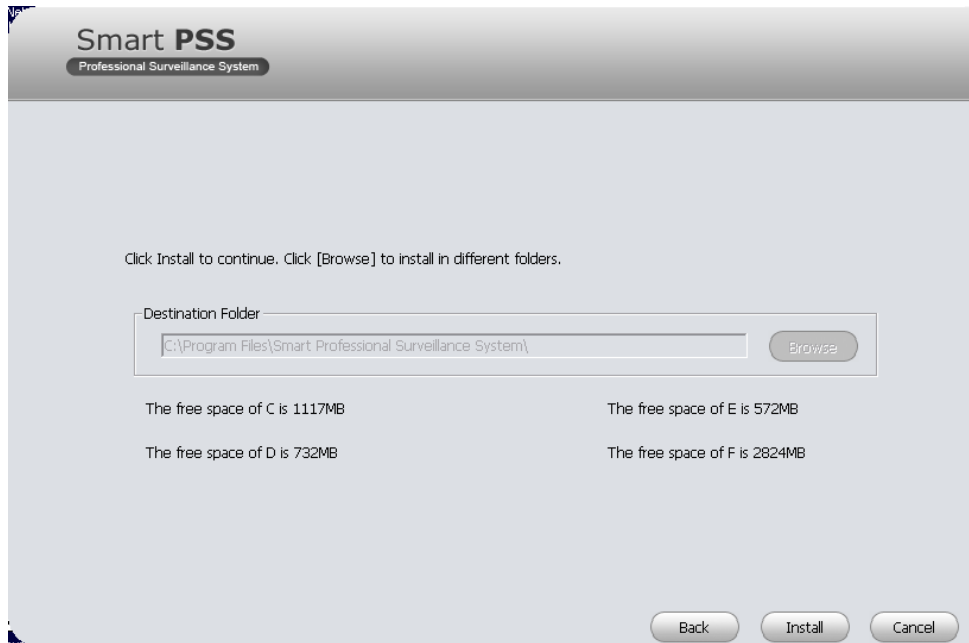 Smart PSS
Professional Surveillance System
Click Install to continue. Click [Browse] to install in different folders.
Destination Folder
C:\Program Files\Smart Professional Surveillance System\
Browse
The free space of C is 1117MB
The free space of E is 572MB
The free space of D is 732MB
The free space of F is 2824MB
Back
Install
Cancel